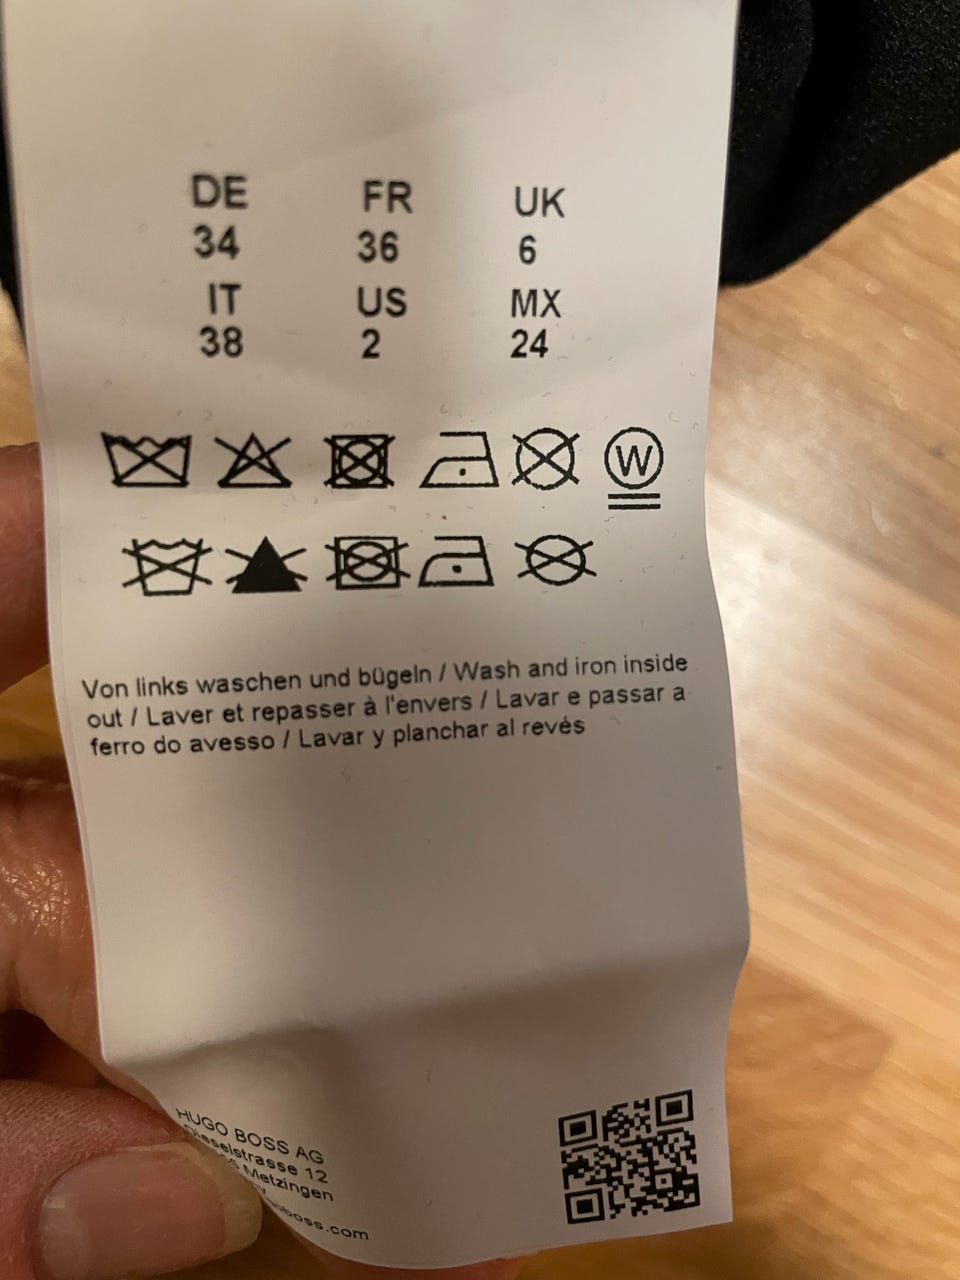 DE FR UK
34 36 6
IT US MX
38 2 24
W
Von links waschen und bügeln / Wash and iron inside
out / Laver et repasser à l'envers / Lavar e passar a
ferro do avesso / Lavar y planchar al revés
HUGO BOSS AG
Dieselstrasse 12
Metzingen